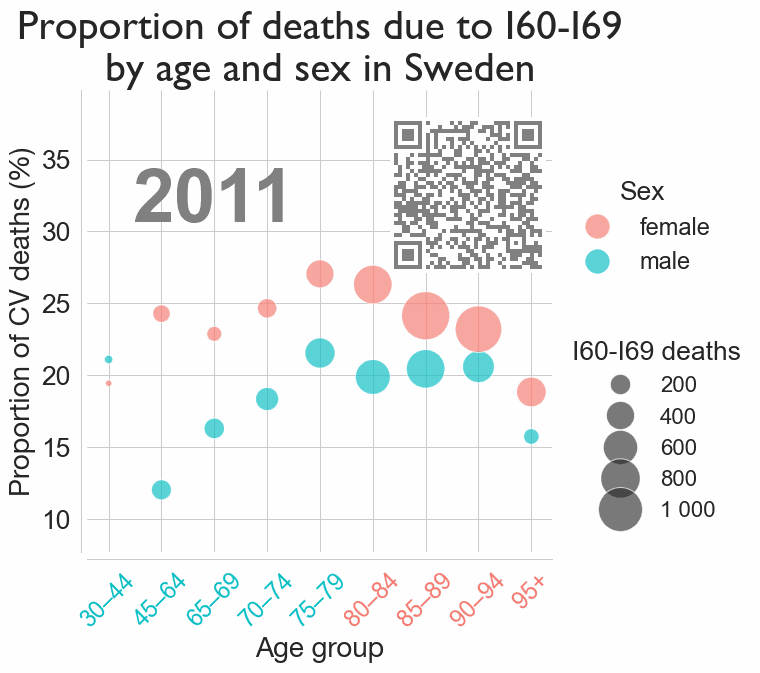 Proportion of deaths due to I60-I69
by age and sex in Sweden
Proportion of CV deaths (%)
35
30
25
20
15
10
2011
Sex
female
male
I60-I69 deaths
200
400
600
800
1 000
30–44
45–64
65–69
70–74
75–79
80–84
85–89
90–94
95+
Age group